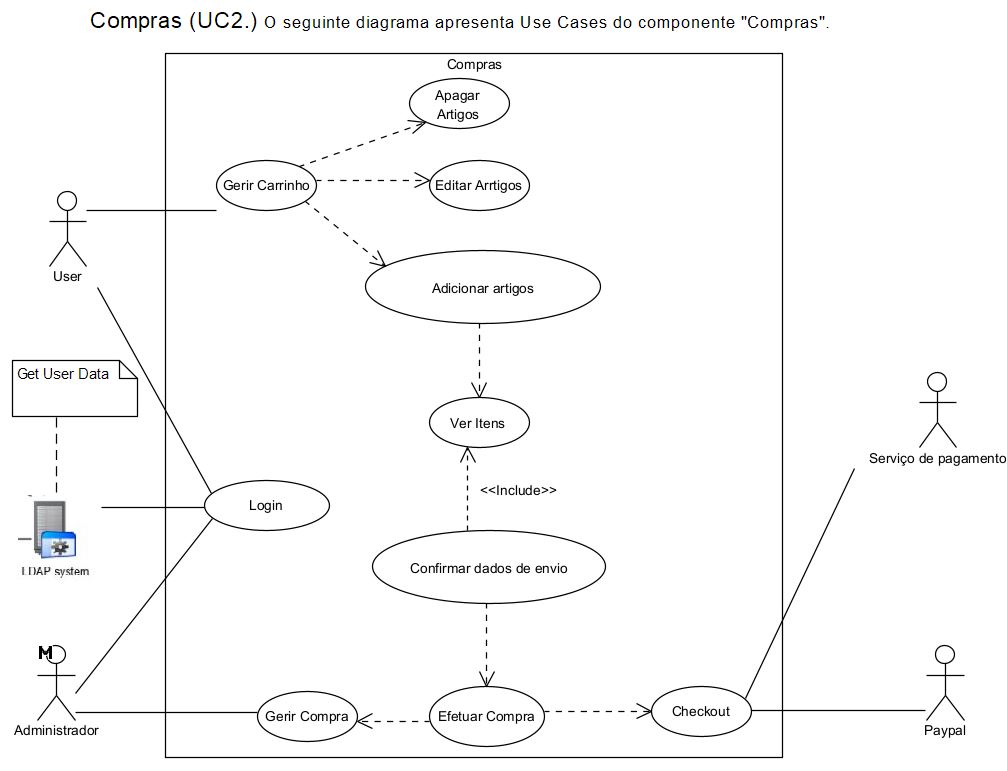 Compras (UC2.) O seguinte diagrama apresenta Use Cases do componente "Compras".
Compras
Apagar
Artigos
Gerir Carrinho
Editar Arrtigos
User
Adicionar artigos
Get User Data
Ver Itens
Serviço de pagamento
<<Include>>
Login
LDAP system
Confirmar dados de envio
M
Administrador
Gerir Compra
Efetuar Compra
Checkout
Paypal